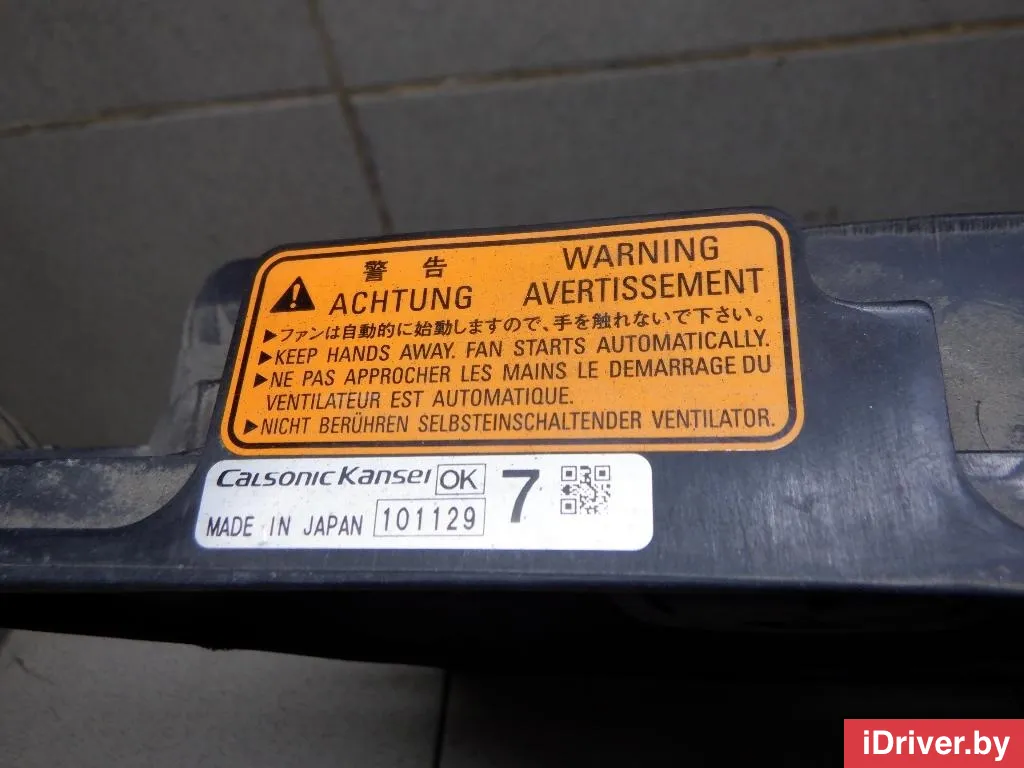 警告 WARNING
ACHTUNG AVERTISSEMENT
▶ファンは自動的に始動しますので、手を触れないで下さい。
▶KEEP HANDS AWAY. FAN STARTS AUTOMATICALLY.
▶NE PAS APPROCHER LES MAINS LE DEMARRAGE DU
VENTILATEUR EST AUTOMATIQUE.
▶NICHT BERÜHREN SELBSTEINSCHALTENDER VENTILATOR.
CalsonicKansei OK 7
MADE IN JAPAN 101129
iDriver.by